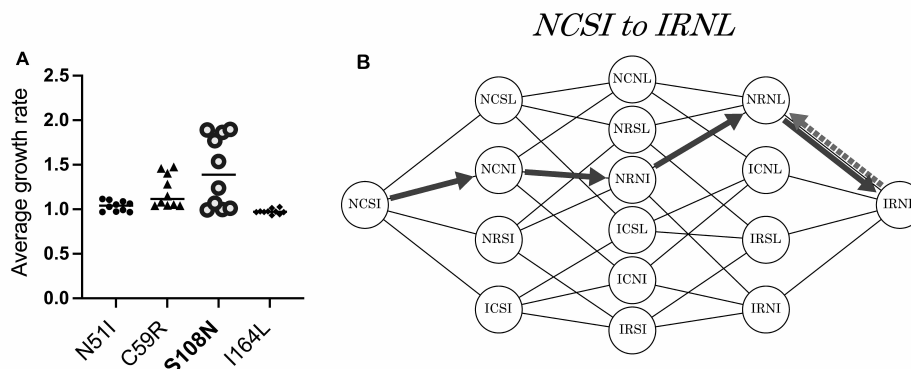 NCSI to IRNL
A
B
Average growth rate
2.5
2.0
1.5
1.0
0.5
0.0
N51I
C59R
S108N
I164L
NCSI
NCSL
NCNI
NRSI
ICSI
NCNL
NRSL
NRNI
ICSL
ICNI
IRSI
NRNL
ICNL
IRSL
IRNI
IRNL